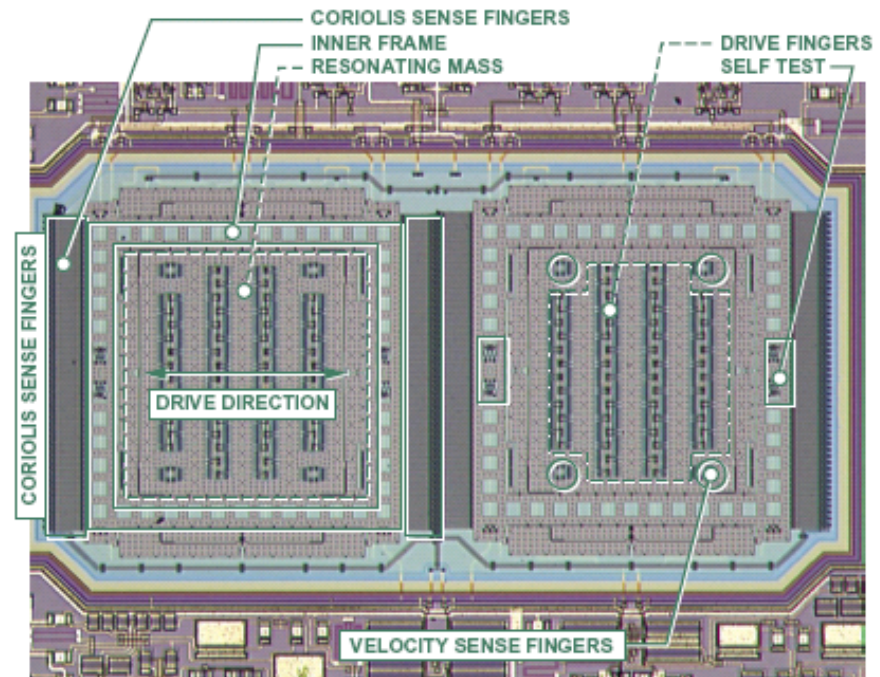 CORIOLIS SENSE FINGERS
INNER FRAME
RESONATING MASS
DRIVE FINGERS
SELF TEST
CORIOLIS SENSE FINGERS
DRIVE DIRECTION
VELOCITY SENSE FINGERS